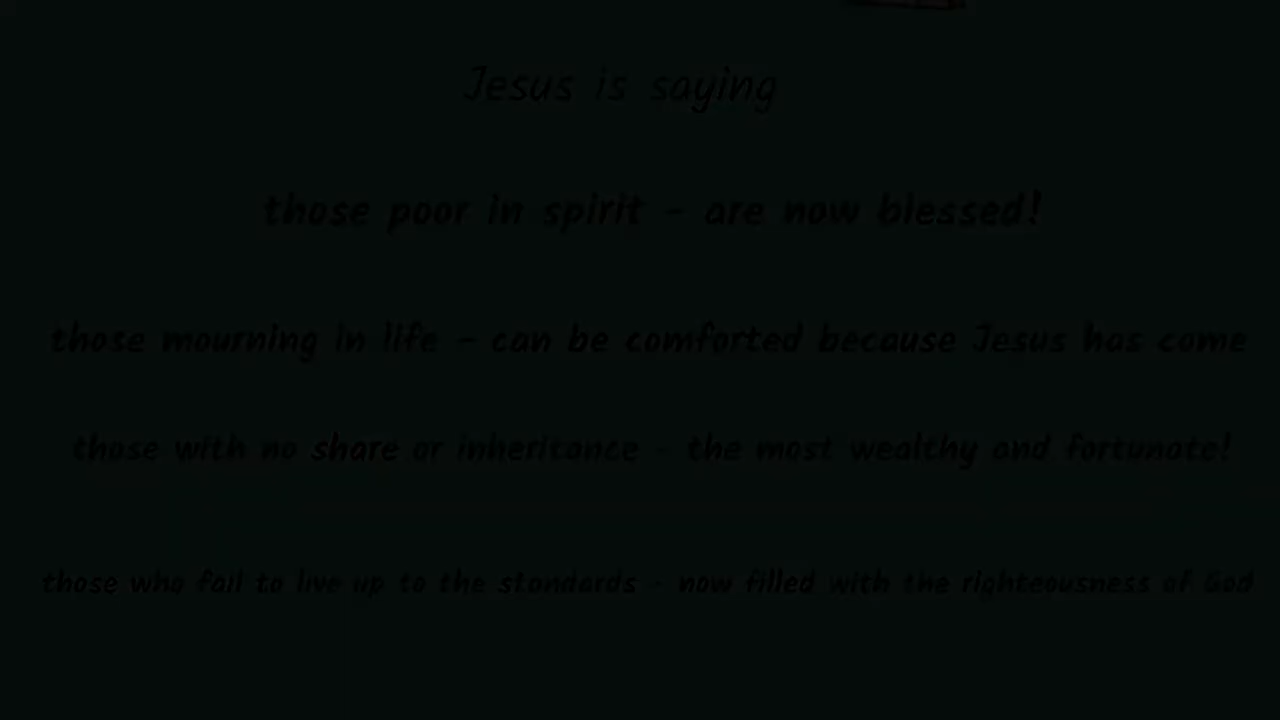 Jesus is saying
those poor in spirit - are now blessed!
those mourning in life - can be comforted because Jesus has come
those with no share or inheritance - the most wealthy and fortunate!
those who fail to live up to the standards - now filled with the righteousness of God